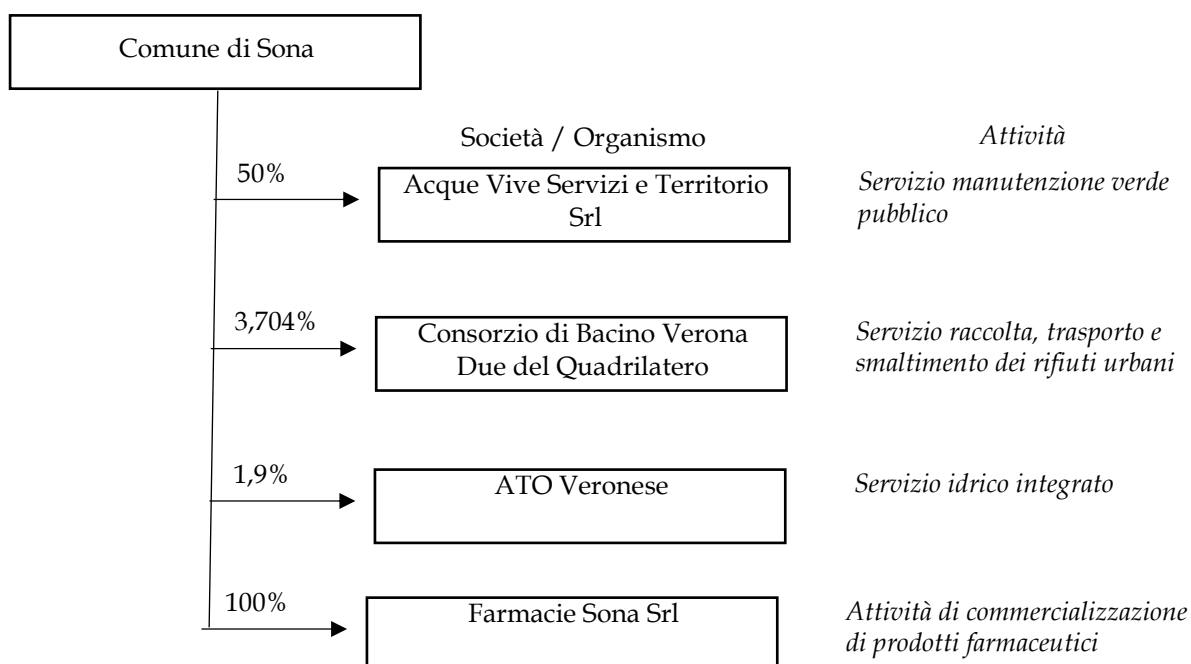 Comune di Sona
Società / Organismo
Attività
50%
Acque Vive Servizi e Territorio
Srl
Servizio manutenzione verde
pubblico
3,704%
Consorzio di Bacino Verona
Due del Quadrilatero
Servizio raccolta, trasporto e
smaltimento dei rifiuti urbani
1,9%
ATO Veronese
Servizio idrico integrato
100%
Farmacie Sona Srl
Attività di commercializzazione
di prodotti farmaceutici